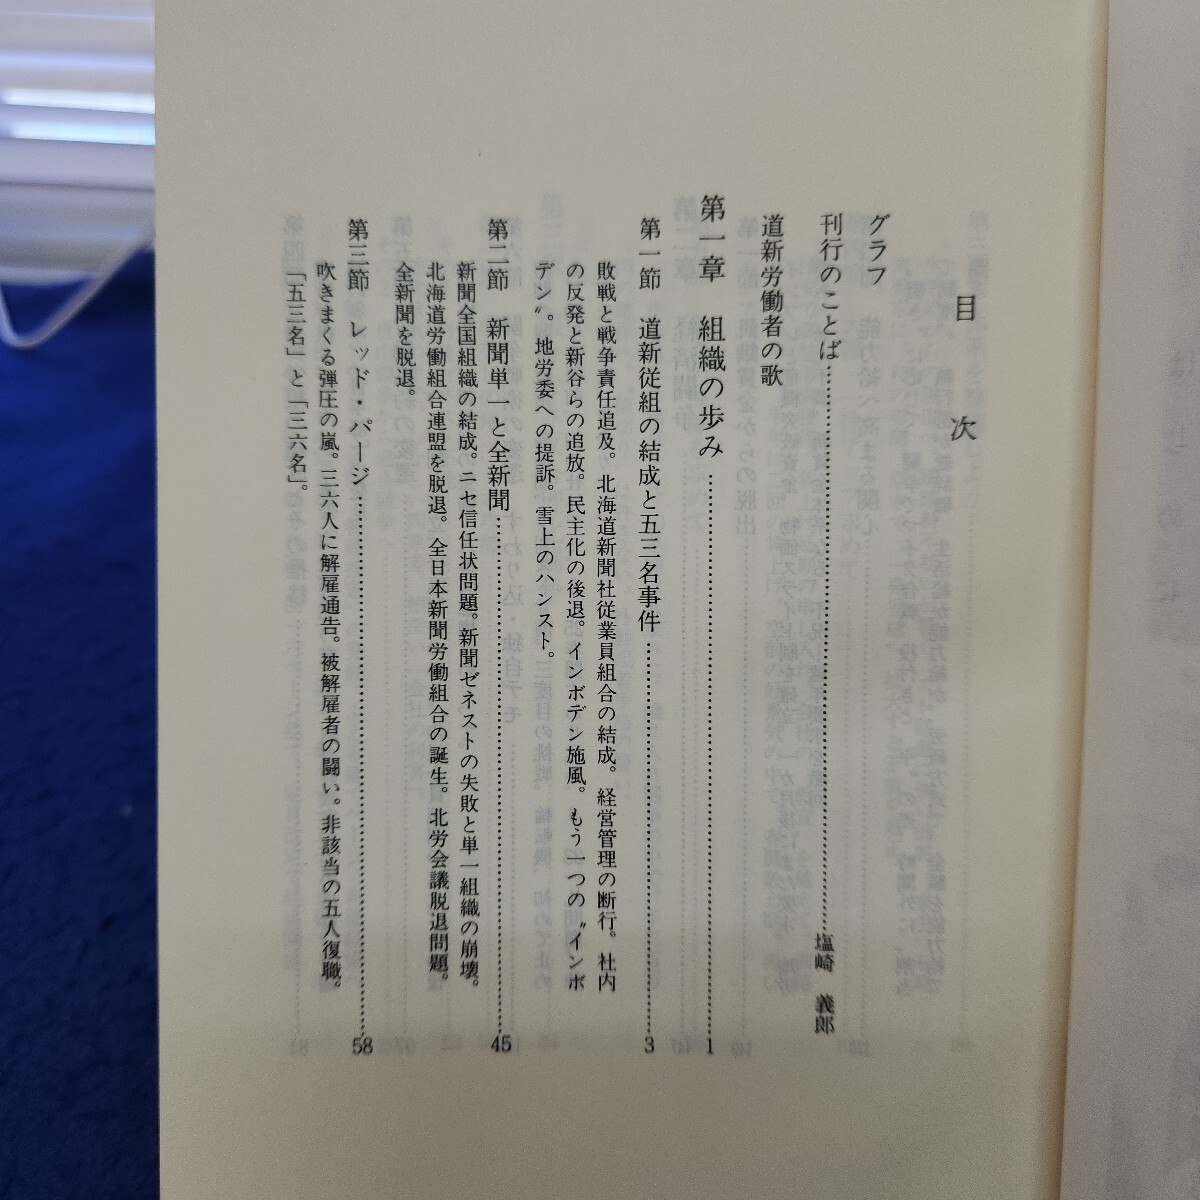 目次
グラフ
刊行のことば……………………………塩崎 義郎
道新労働者の歌
第一章 組織の歩み……………………………1
第一節 道新従組の結成と五三名事件……………………………3
敗戦と戦争責任追及。北海道新聞社従業員組合の結成。経営管理の断行。社内
の反発と新谷らの追放。民主化の後退。インボデン施風。もう一つの〝インボ
デン〟。地労委への提訴。雪上のハンスト。
第二節 新聞単一と全新聞……………………………45
新聞全国組織の結成。ニセ信任状問題。新聞ゼネストの失敗と単一組織の崩壊。
北海道労働組合連盟を脱退。全日本新聞労働組合の誕生。北労会議脱退問題。
全新聞を脱退。
第三節 レッド・パージ……………………………58
吹きまくる弾圧の嵐。三六人に解雇通告。被解雇者の闘い。非該当の五人復職。
「五三名」と「三六名」。